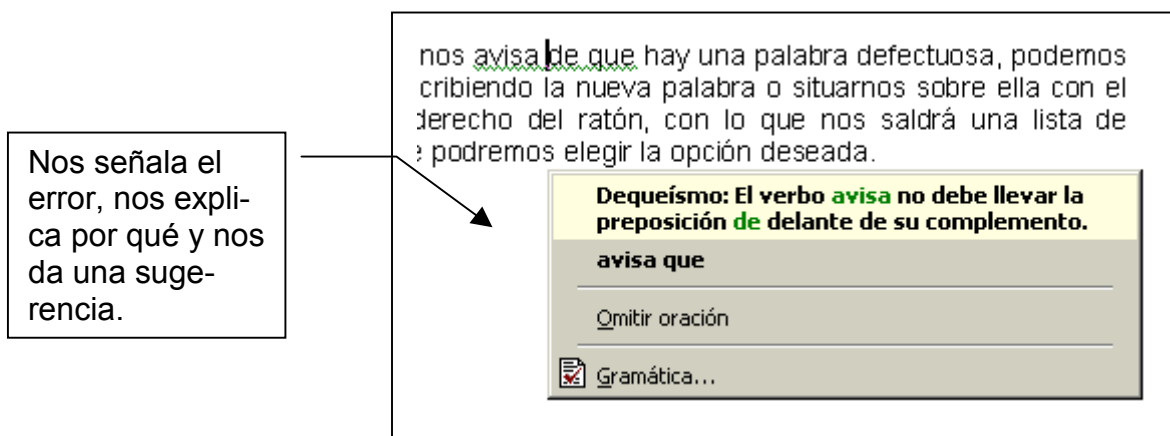 nos avisa de que hay una palabra defectuosa, podemos
cribiendo la nueva palabra o situarnos sobre ella con el
derecho del ratón, con lo que nos saldrá una lista de
e podremos elegir la opción deseada.
Nos señala el
error, nos expli-
ca por qué y nos
da una suge-
rencia.
Dequeísmo: El verbo avisa no debe llevar la
preposición de delante de su complemento.
avisa que
Omitir oración
Gramática...